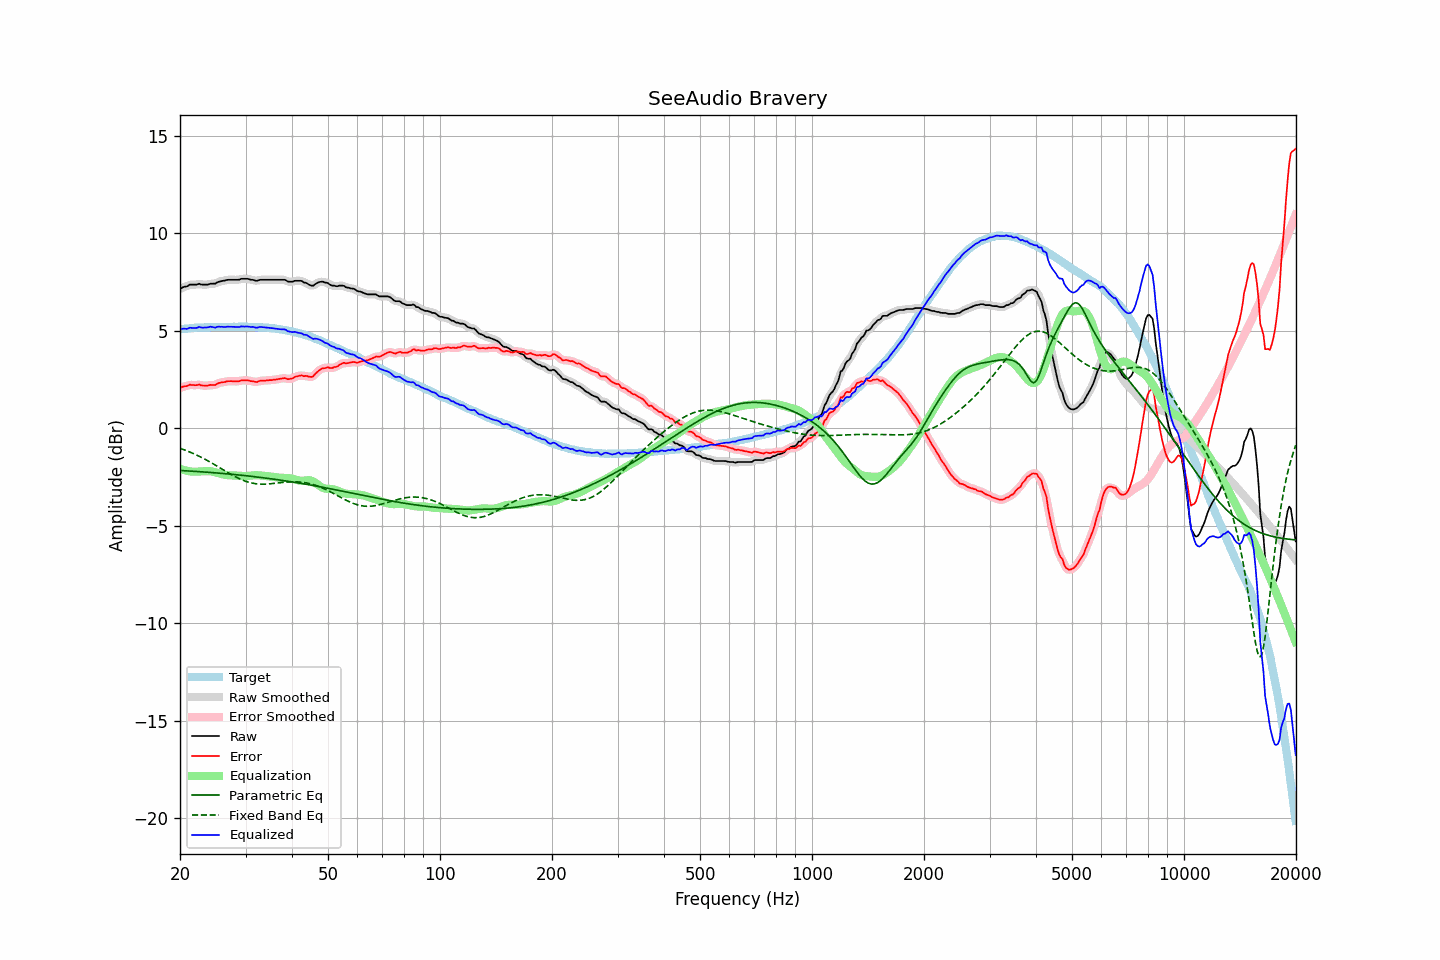 SeeAudio Bravery
15
10
5
0
−5
−10
−15
−20
Amplitude (dBr)
Target
Raw Smoothed
Error Smoothed
Raw
Error
Equalization
Parametric Eq
Fixed Band Eq
Equalized
20 50 100 200 500 1000 2000 5000 10000 20000
Frequency (Hz)